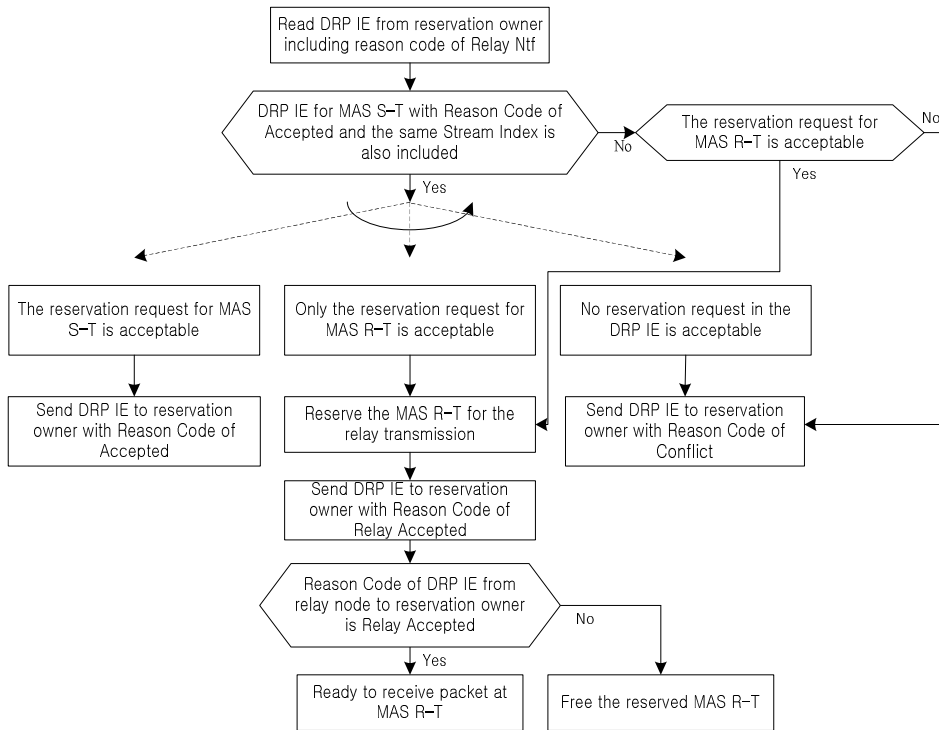 Read DRP IE from reservation owner
including reason code of Relay Ntf
DRP IE for MAS S-T with Reason Code of
Accepted and the same Stream Index is
also included
No
The reservation request for
MAS R-T is acceptable
No
Yes
Yes
The reservation request for MAS
S-T is acceptable
Only the reservation request for
MAS R-T is acceptable
No reservation request in the
DRP IE is acceptable
Send DRP IE to reservation
owner with Reason Code of
Accepted
Reserve the MAS R-T for the
relay transmission
Send DRP IE to reservation
owner with Reason Code of
Conflict
Send DRP IE to reservation
owner with Reason Code of
Relay Accepted
Reason Code of DRP IE from
relay node to reservation owner
is Relay Accepted
No
Yes
Ready to receive packet at
MAS R-T
Free the reserved MAS R-T